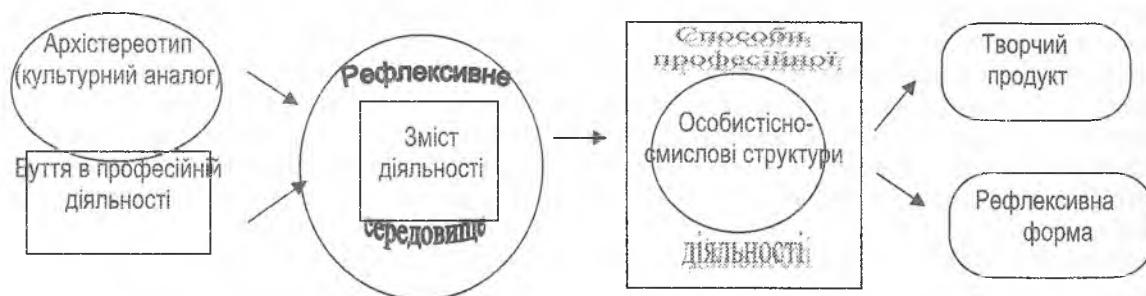 Архістереотип
(культурний аналог)
Буття в професійній
діяльності
Рефлексивне
Зміст
діяльності
середовище
Способи
професійної
Особистісно-
смислові структури
діяльності
Творчий
продукт
Рефлексивна
форма